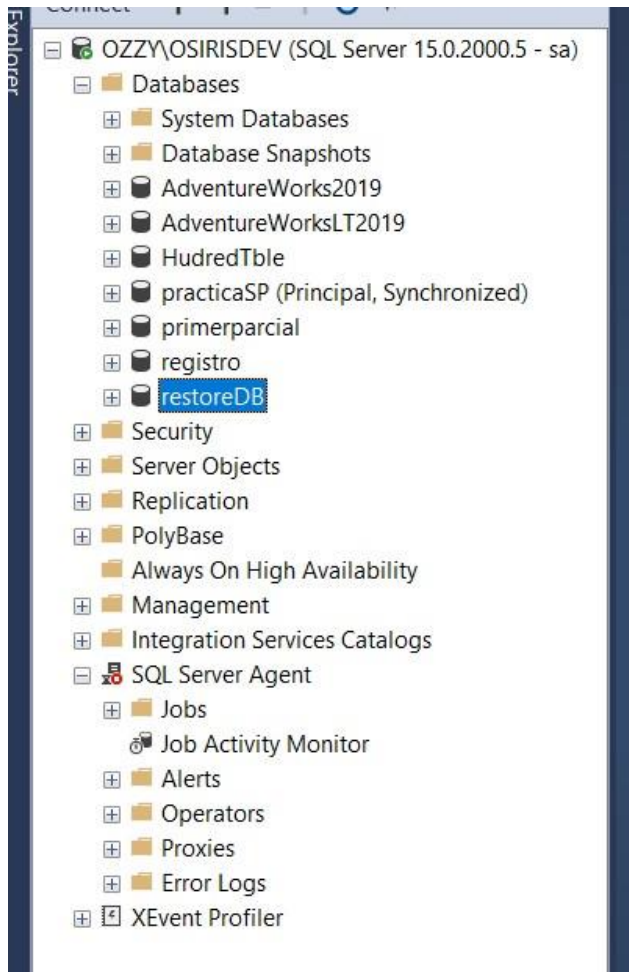 Explorer
Connect
OZZY\OSIRISDEV (SQL Server 15.0.2000.5 - sa)
Databases
System Databases
Database Snapshots
AdventureWorks2019
AdventureWorksLT2019
HudredTble
practicaSP (Principal, Synchronized)
primerparcial
registro
restoreDB
Security
Server Objects
Replication
PolyBase
Always On High Availability
Management
Integration Services Catalogs
SQL Server Agent
Jobs
Job Activity Monitor
Alerts
Operators
Proxies
Error Logs
XEvent Profiler